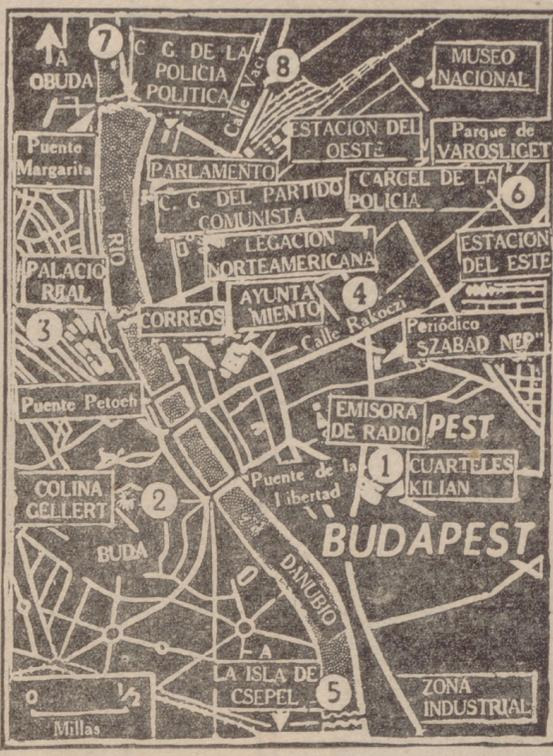 7
8
A
OBUDA
C. G. DE LA
POLICIA
POLITICA
Calle Vaci
MUSEO
NACIONAL
ESTACION DEL
OESTE
Parque de
VAROSLIGET
Puente
Margarita
PARLAMENTO
CARCEL DE LA
POLICIA
6
C. G. DEL PARTIDO
COMUNISTA
RIO
LEGACION
NORTEAMERICANA
ESTACION
DEL ESTE
PALACIO
REAL
CORREOS
AYUNTA
MIENTO
4
3
Calle Rakoczi
Periódico
"SZABAD NEP"
Puente Petoch
EMISORA
DE RADIO
PEST
Puente de la
Libertad
1
CUARTELES
KILIAN
COLINA
GELLERT
2
BUDA
BUDAPEST
DANUBIO
A
LA ISLA DE
CSEPEL
5
ZONA
INDUSTRIAL
0 1/2
Millas